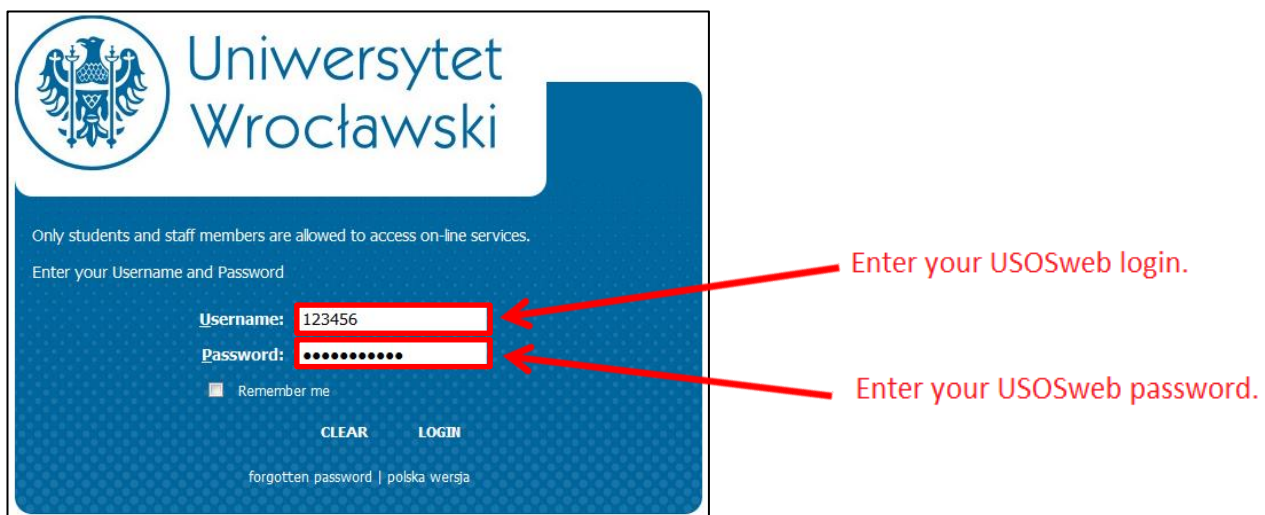 Uniwersytet
Wrocławski
Only students and staff members are allowed to access on-line services.
Enter your Username and Password
Enter your USOSweb login.
Username: 123456
Password: •••••••••••
Enter your USOSweb password.
Remember me
CLEAR LOGIN
forgotten password | polska wersja